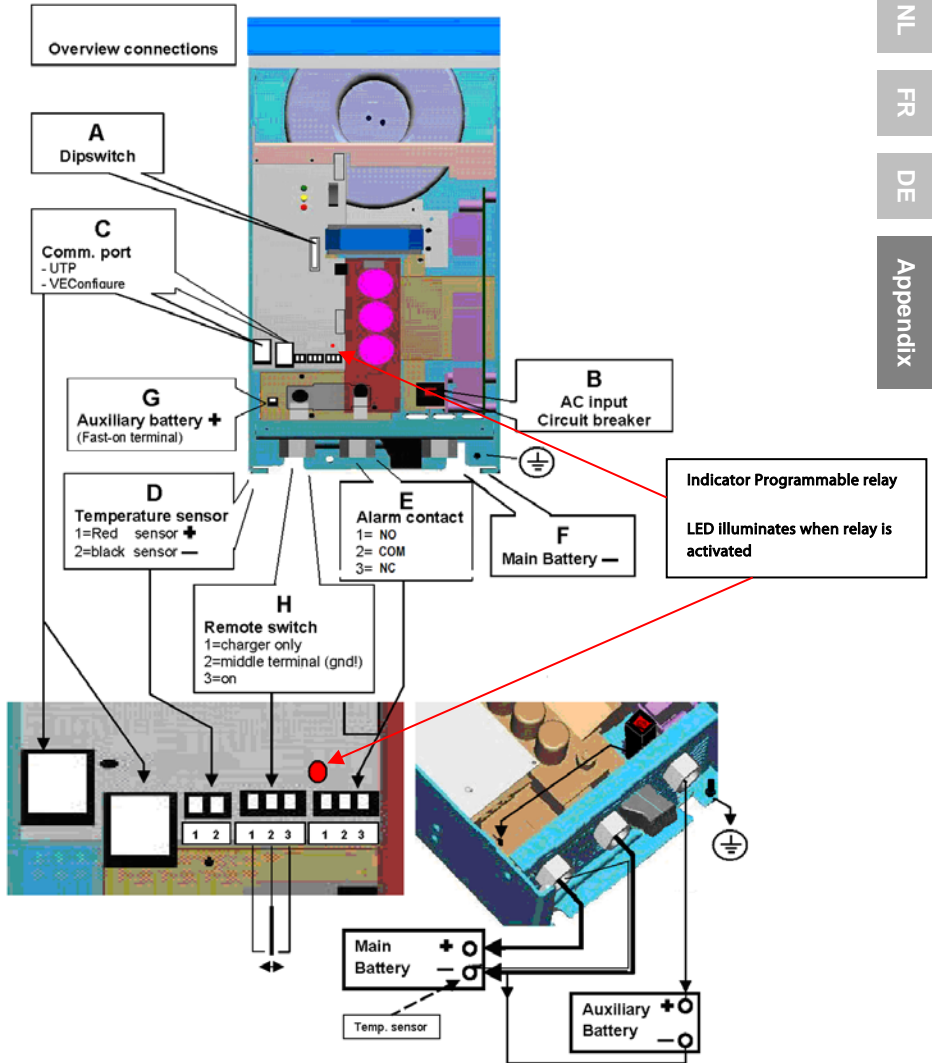 Overview connections
NL
FR
DE
Appendix
A
Dipswitch
C
Comm. port
- UTP
- VEConfigure
G
Auxiliary battery +
(Fast-on terminal)
B
AC input
Circuit breaker
D
Temperature sensor
1=Red sensor +
2=black sensor —
E
Alarm contact
1= NO
2= COM
3= NC
F
Main Battery —
Indicator Programmable relay
LED illuminates when relay is
activated
H
Remote switch
1=charger only
2=middle terminal (gnd!)
3=on
1 2
1 2 3
1 2 3
Main +
Battery —
Temp. sensor
Auxiliary +
Battery —